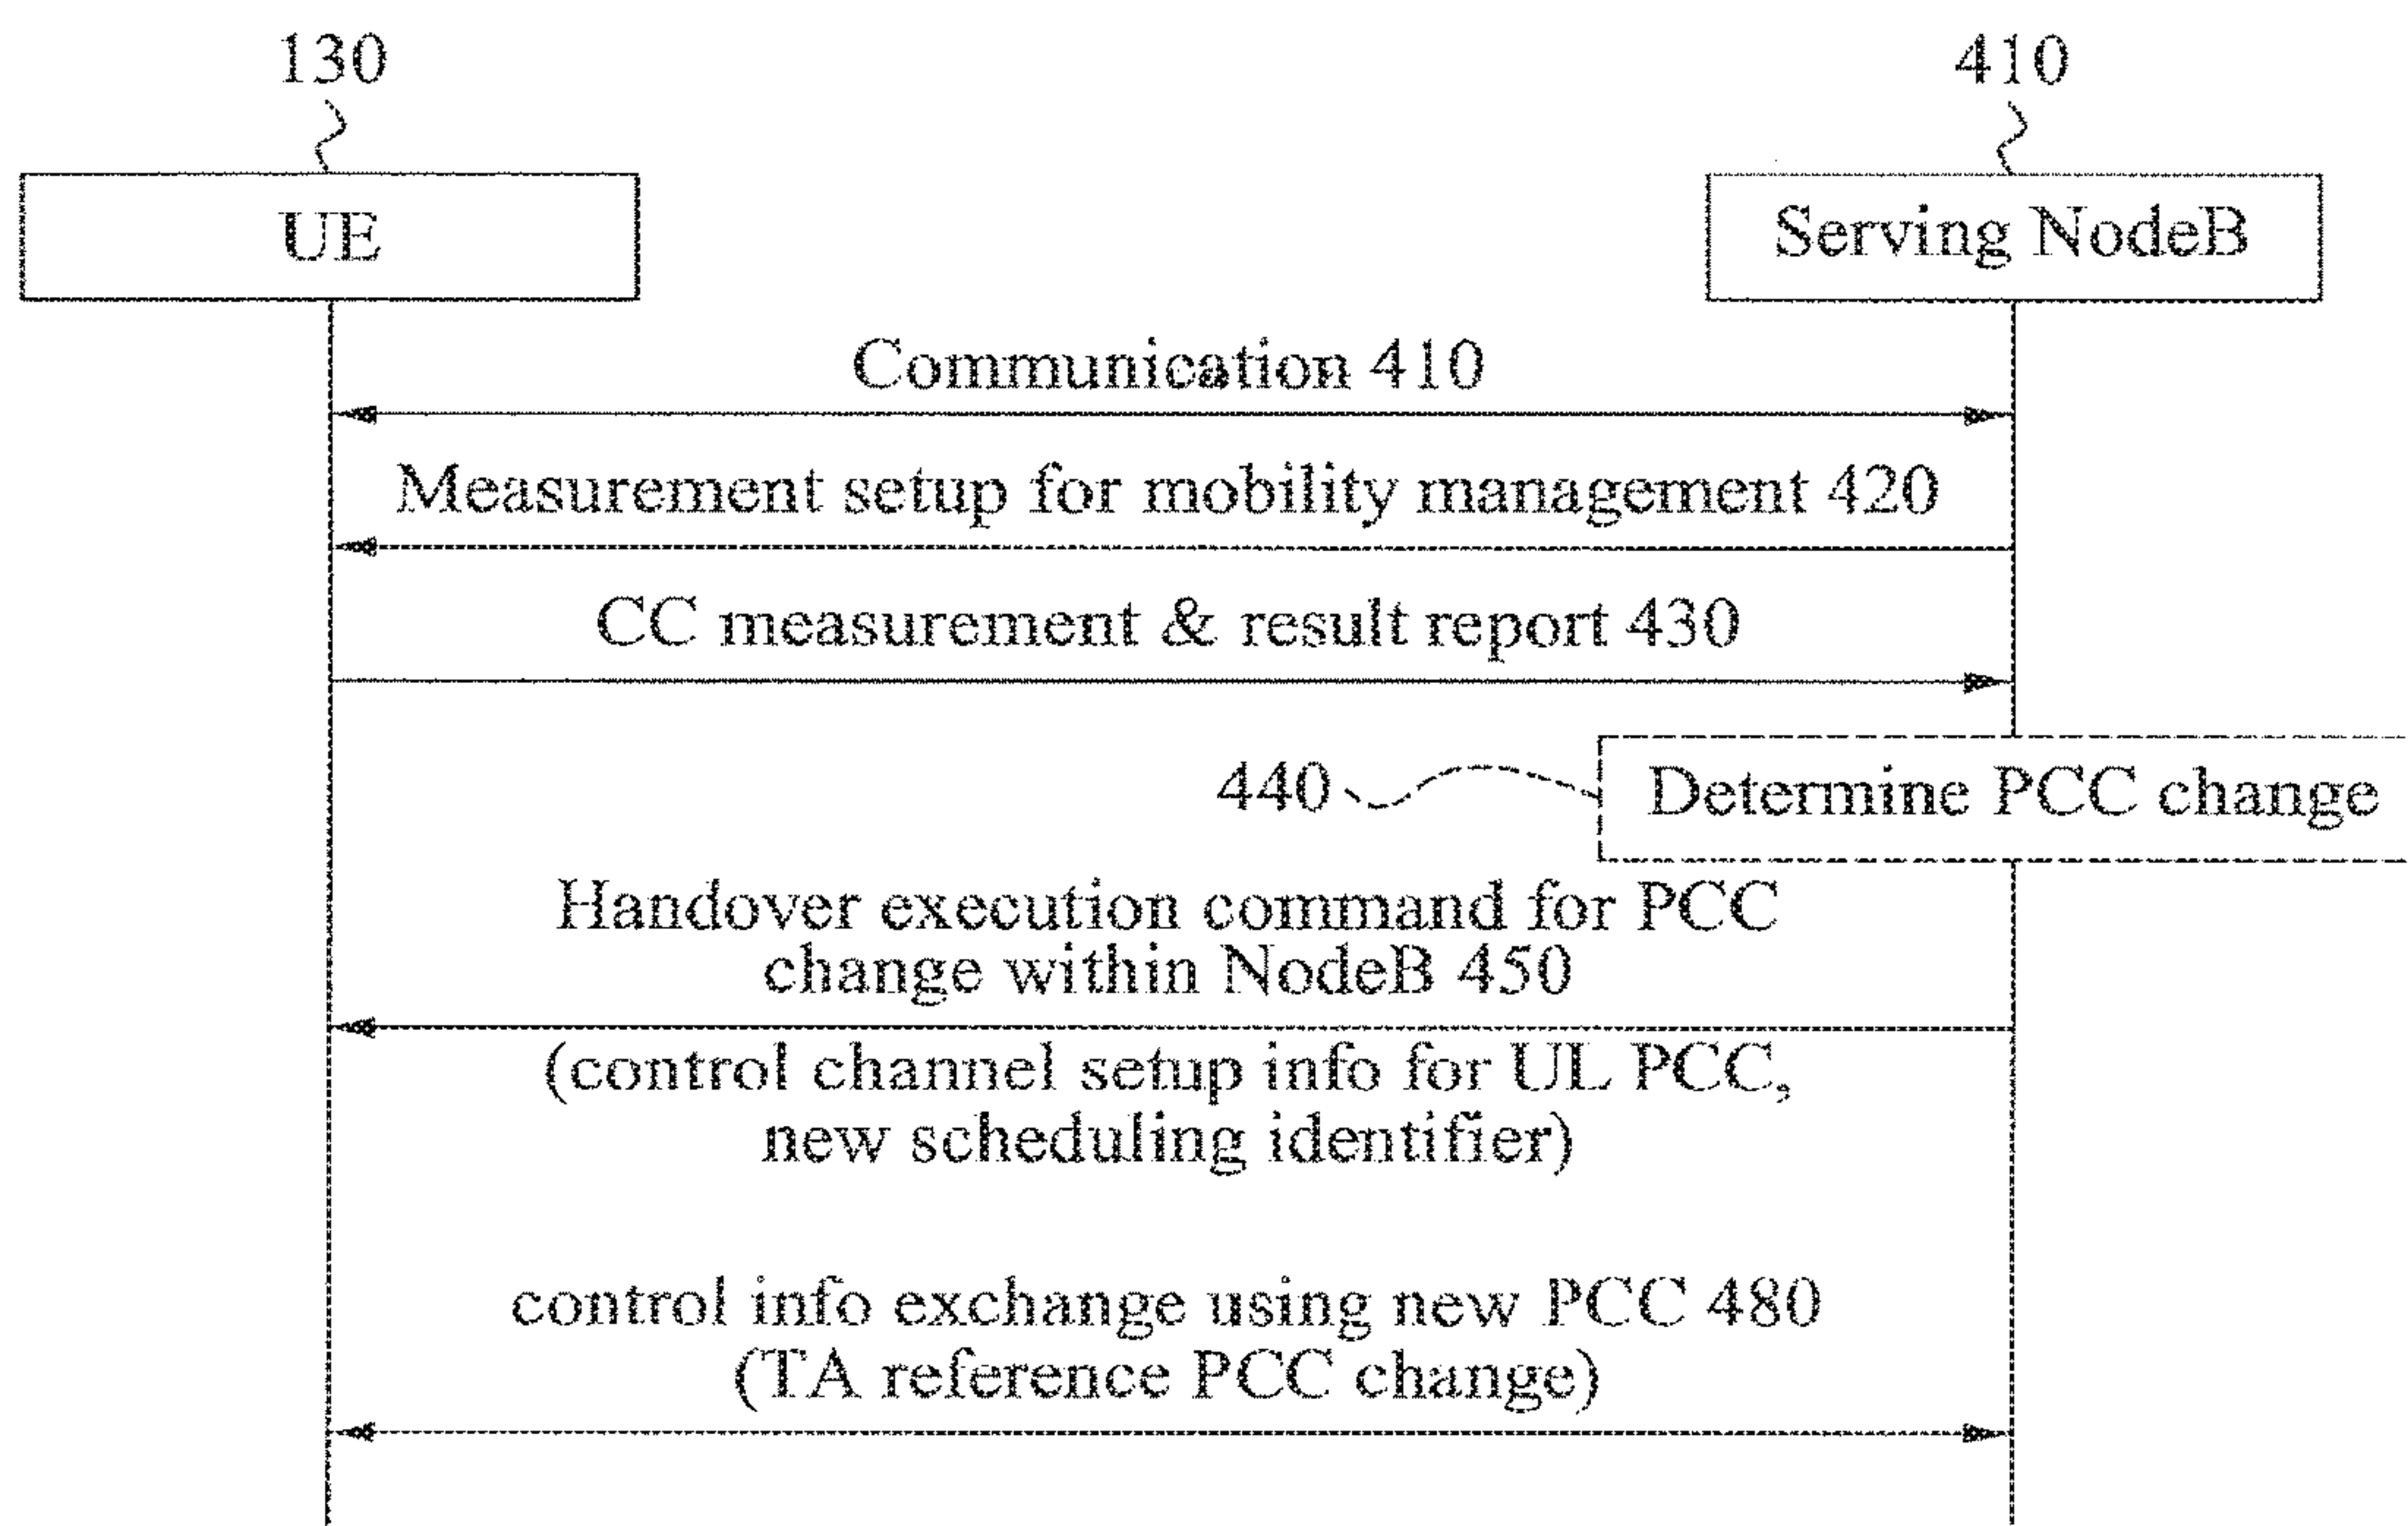 130
410
UE
Serving NodeB
Communication 410
Measurement setup for mobility management 420
CC measurement & result report 430
440
Determine PCC change
Handover execution command for PCC
change within NodeB 450
(control channel setup info for UL PCC,
new scheduling identifier)
control info exchange using new PCC 480
(TA reference PCC change)